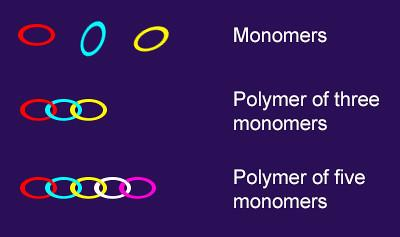 Monomers
Polymer of three
monomers
Polymer of five
monomers